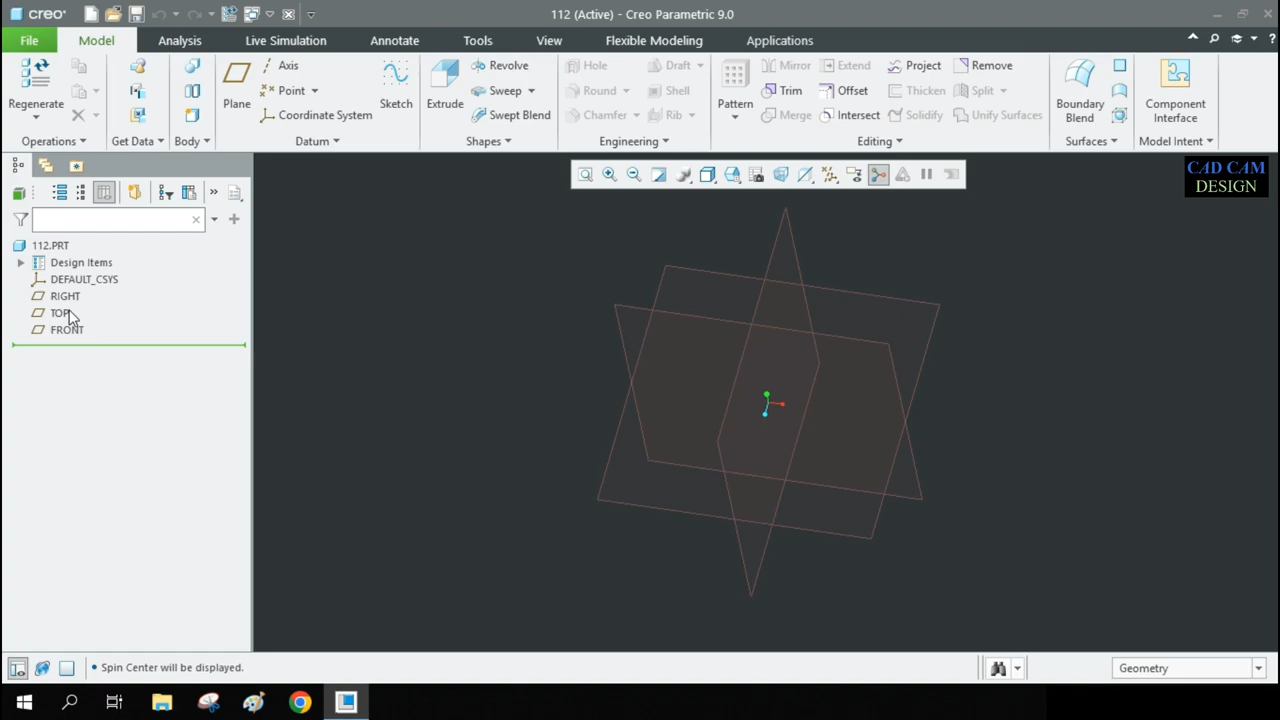 creo
112 (Active) - Creo Parametric 9.0
File Model Analysis Live Simulation Annotate Tools View Flexible Modeling Applications
Regenerate
Operations
Get Data
Body
Plane
Axis
Point
Coordinate System
Sketch
Datum
Extrude
Revolve
Sweep
Swept Blend
Shapes
Hole
Round
Chamfer
Draft
Shell
Rib
Engineering
Pattern
Mirror Extend Project Remove
Trim Offset Thicken Split
Merge Intersect Solidify Unify Surfaces
Editing
Boundary
Blend
Surfaces
Component
Interface
Model Intent
CAD CAM
DESIGN
112.PRT
Design Items
DEFAULT_CSYS
RIGHT
TOP
FRONT
Spin Center will be displayed.
Geometry